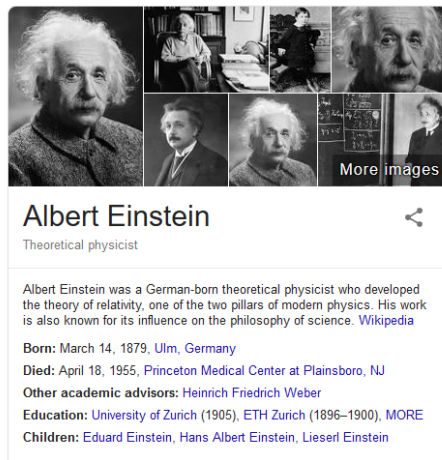 More images
Albert Einstein
Theoretical physicist
Albert Einstein was a German-born theoretical physicist who developed
the theory of relativity, one of the two pillars of modern physics. His work
is also known for its influence on the philosophy of science. Wikipedia
Born: March 14, 1879, Ulm, Germany
Died: April 18, 1955, Princeton Medical Center at Plainsboro, NJ
Other academic advisors: Heinrich Friedrich Weber
Education: University of Zurich (1905), ETH Zurich (1896–1900), MORE
Children: Eduard Einstein, Hans Albert Einstein, Lieserl Einstein